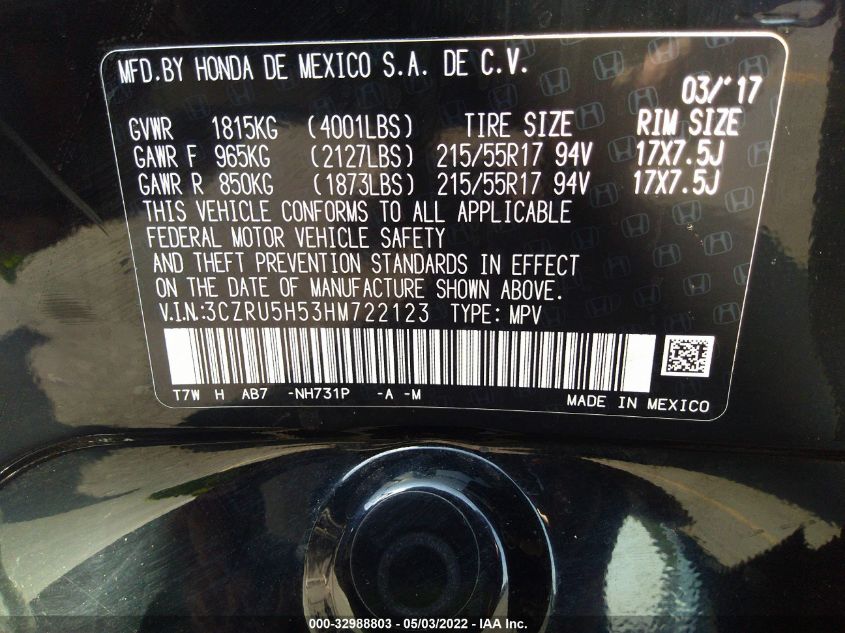 MFD.BY HONDA DE MEXICO S.A. DE C.V.
03/'17
GVWR 1815KG (4001LBS) TIRE SIZE RIM SIZE
GAWR F 965KG (2127LBS) 215/55R17 94V 17X7.5J
GAWR R 850KG (1873LBS) 215/55R17 94V 17X7.5J
THIS VEHICLE CONFORMS TO ALL APPLICABLE
FEDERAL MOTOR VEHICLE SAFETY
AND THEFT PREVENTION STANDARDS IN EFFECT
ON THE DATE OF MANUFACTURE SHOWN ABOVE.
V.I.N:3CZRU5H53HM722123 TYPE: MPV
T7W H AB7 -NH731P -A -M
MADE IN MEXICO
000-32988803 - 05/03/2022 - IAA Inc.